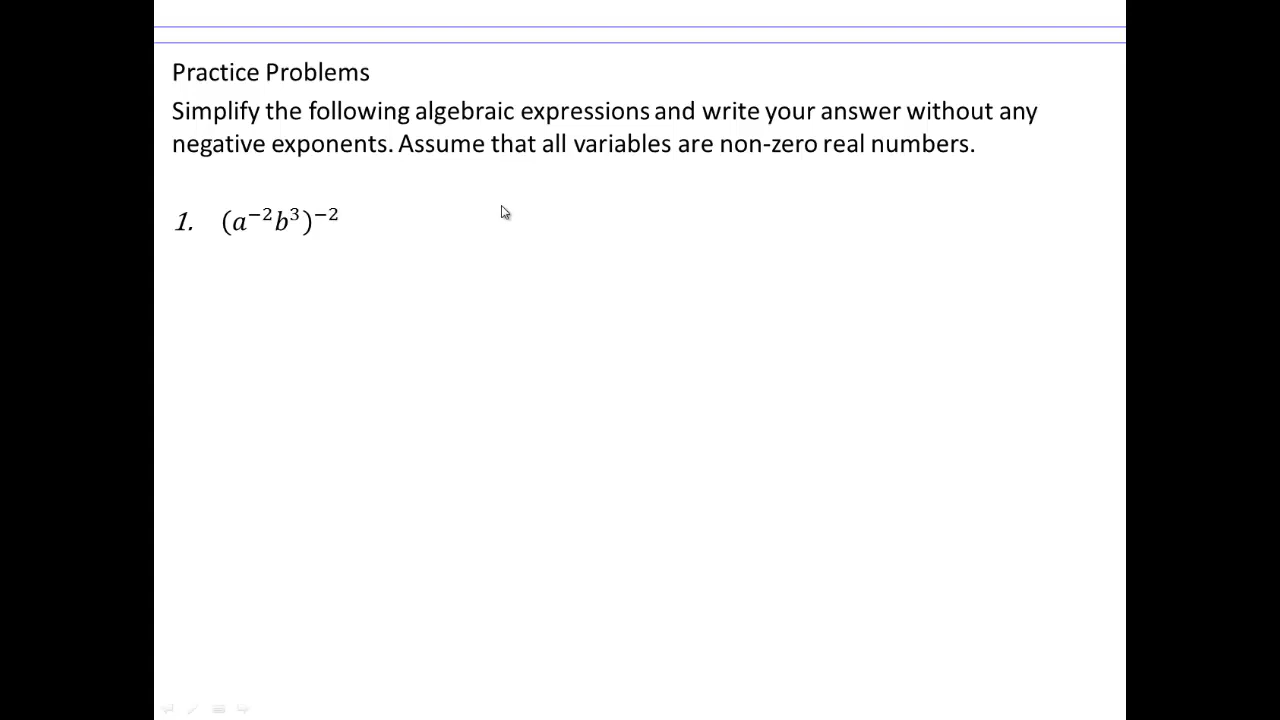 Practice Problems
Simplify the following algebraic expressions and write your answer without any
negative exponents. Assume that all variables are non-zero real numbers.
1. (a⁻²b³)⁻²